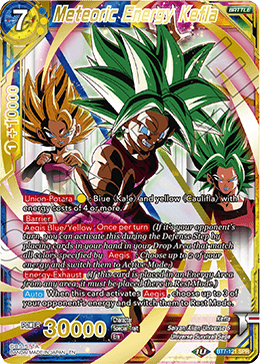 7
Meteoric Energy Kefla
BATTLE
1 +10000
Union-Potara Blue (Kale) and yellow (Caulifla) with
energy costs of 4 or more.
Barrier
Aegis Blue/Yellow Once per turn (If it's your opponent's
turn, you can activate this during the Defense Step by
placing cards in your hand in your Drop Area that match
all colors specified by Aegis: Choose up to 2 of your
energy and switch them to Active Mode.)
Energy-Exhaust (If this card is placed in Energy Area
from any area, it must be placed there in Rest Mode.)
Auto When this card activates Aegis, choose up to 3 of
your opponent's energy and switch them to Rest Mode.
POWER 30000
Kefla
Saiyan, Alien, Universe 6
Universe Survival Saga
BT7-121 SPR